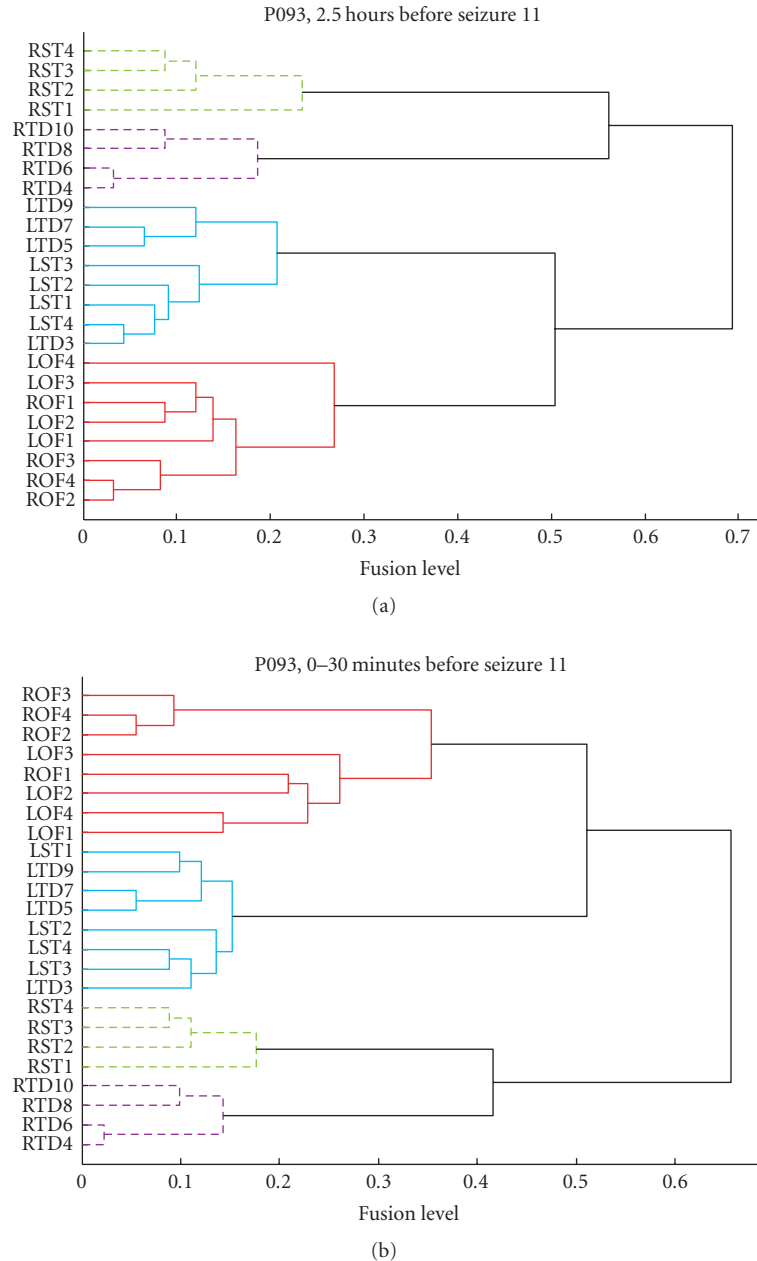 P093, 2.5 hours before seizure 11
RST4
RST3
RST2
RST1
RTD10
RTD8
RTD6
RTD4
LTD9
LTD7
LTD5
LST3
LST2
LST1
LST4
LTD3
LOF4
LOF3
ROF1
LOF2
LOF1
ROF3
ROF4
ROF2
0 0.1 0.2 0.3 0.4 0.5 0.6 0.7
Fusion level
(a)
P093, 0–30 minutes before seizure 11
ROF3
ROF4
ROF2
LOF3
ROF1
LOF2
LOF4
LOF1
LST1
LTD9
LTD7
LTD5
LST2
LST4
LST3
LTD3
RST4
RST3
RST2
RST1
RTD10
RTD8
RTD6
RTD4
0 0.1 0.2 0.3 0.4 0.5 0.6
Fusion level
(b)